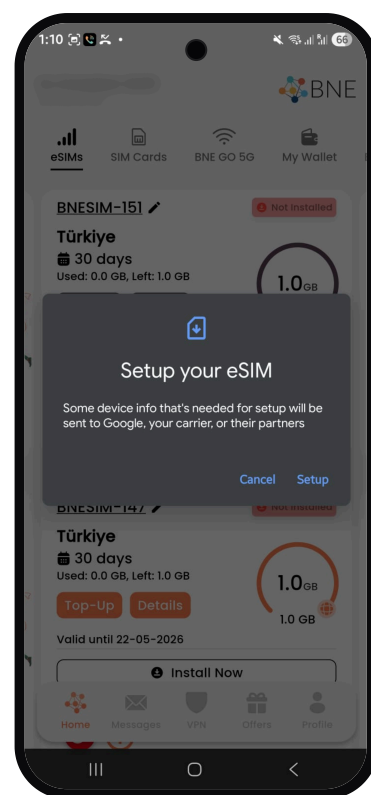 1:10
66
BNE
eSIMs
SIM Cards
BNE GO 5G
My Wallet
BNESIM-151
Not Installed
Türkiye
30 days
Used: 0.0 GB, Left: 1.0 GB
1.0GB
Setup your eSIM
Some device info that's needed for setup will be
sent to Google, your carrier, or their partners
Cancel
Setup
BNESIM-147
Not Installed
Türkiye
30 days
Used: 0.0 GB, Left: 1.0 GB
1.0GB
Top-Up
Details
1.0 GB
Valid until 22-05-2026
Install Now
Home
Messages
VPN
Offers
Profile